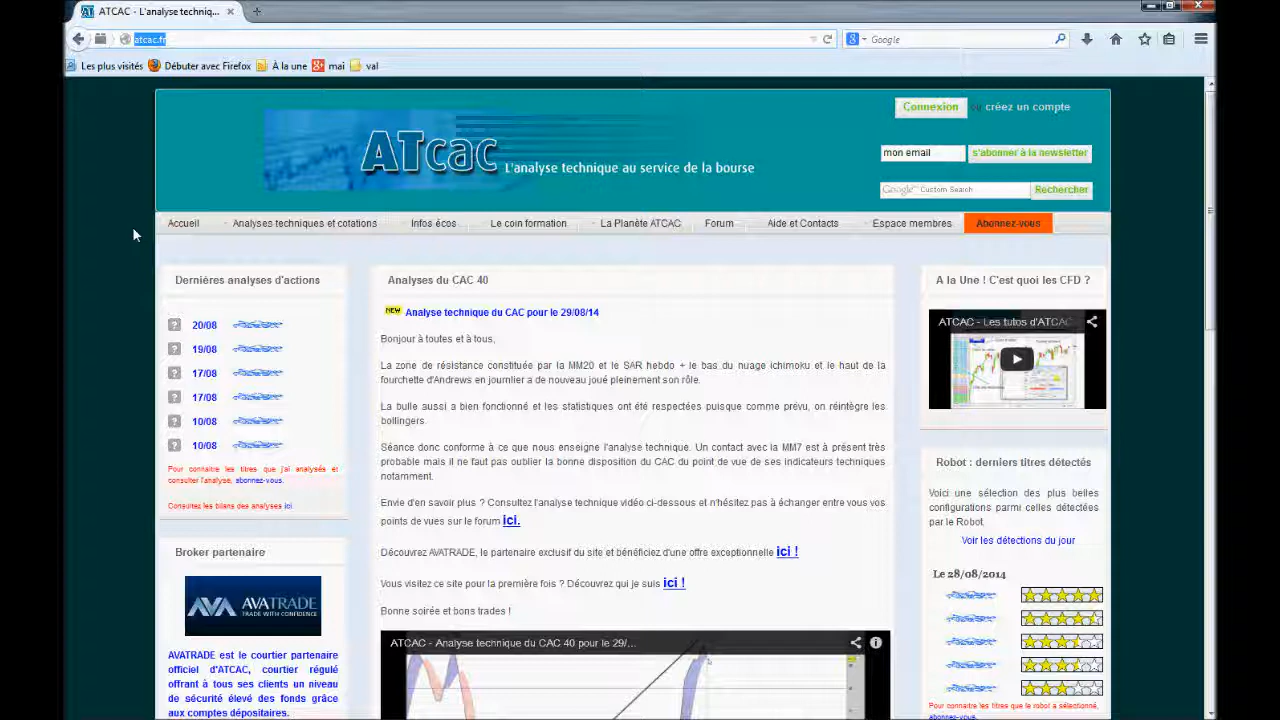 ATCAC - L'analyse techniq...
atcac.fr
Google
Les plus visités
Débuter avec Firefox
À la une
mai
val
ATcac
L'analyse technique au service de la bourse
Connexion ou créez un compte
mon email
s'abonner à la newsletter
Google Custom Search
Rechercher
Accueil
Analyses techniques et cotations
Infos écos
Le coin formation
La Planète ATCAC
Forum
Aide et Contacts
Espace membres
Abonnez-vous
Dernières analyses d'actions
20/08
19/08
17/08
17/08
10/08
10/08
Pour connaitre les titres que j'ai analysés et
consulter l'analyse, abonnez-vous.
Consultez les bilans des analyses ici
Broker partenaire
AVATRADE
TRADE WITH CONFIDENCE
AVATRADE est le courtier partenaire
officiel d'ATCAC, courtier régulé
offrant à tous ses clients un niveau
de sécurité élevé des fonds grâce
aux comptes dépositaires.
Analyses du CAC 40
NEW Analyse technique du CAC pour le 29/08/14
Bonjour à toutes et à tous,
La zone de résistance constituée par la MM20 et le SAR hebdo + le bas du nuage ichimoku et le haut de la
fourchette d'Andrews en journlier a de nouveau joué pleinement son rôle.
La bulle aussi a bien fonctionné et les statistiques ont été respectées puisque comme prévu, on réintègre les
bollingers.
Séance donc conforme à ce que nous enseigne l'analyse technique. Un contact avec la MM7 est à présent très
probable mais il ne faut pas oublier la bonne disposition du CAC du point de vue de ses indicateurs techniques
notamment.
Envie d'en savoir plus ? Consultez l'analyse technique vidéo ci-dessous et n'hésitez pas à échanger entre vous vos
points de vues sur le forum ici.
Découvrez AVATRADE, le partenaire exclusif du site et bénéficiez d'une offre exceptionnelle ici !
Vous visitez ce site pour la première fois ? Découvrez qui je suis ici !
Bonne soirée et bons trades !
ATCAC - Analyse technique du CAC 40 pour le 29/...
A la Une ! C'est quoi les CFD ?
ATCAC - Les tutos d'ATCAC
Robot : derniers titres détectés
Voici une sélection des plus belles
configurations parmi celles détectées
par le Robot.
Voir les détections du jour
Le 28/08/2014
Pour connaitre les titres que le robot a sélectionné,
abonnez-vous.